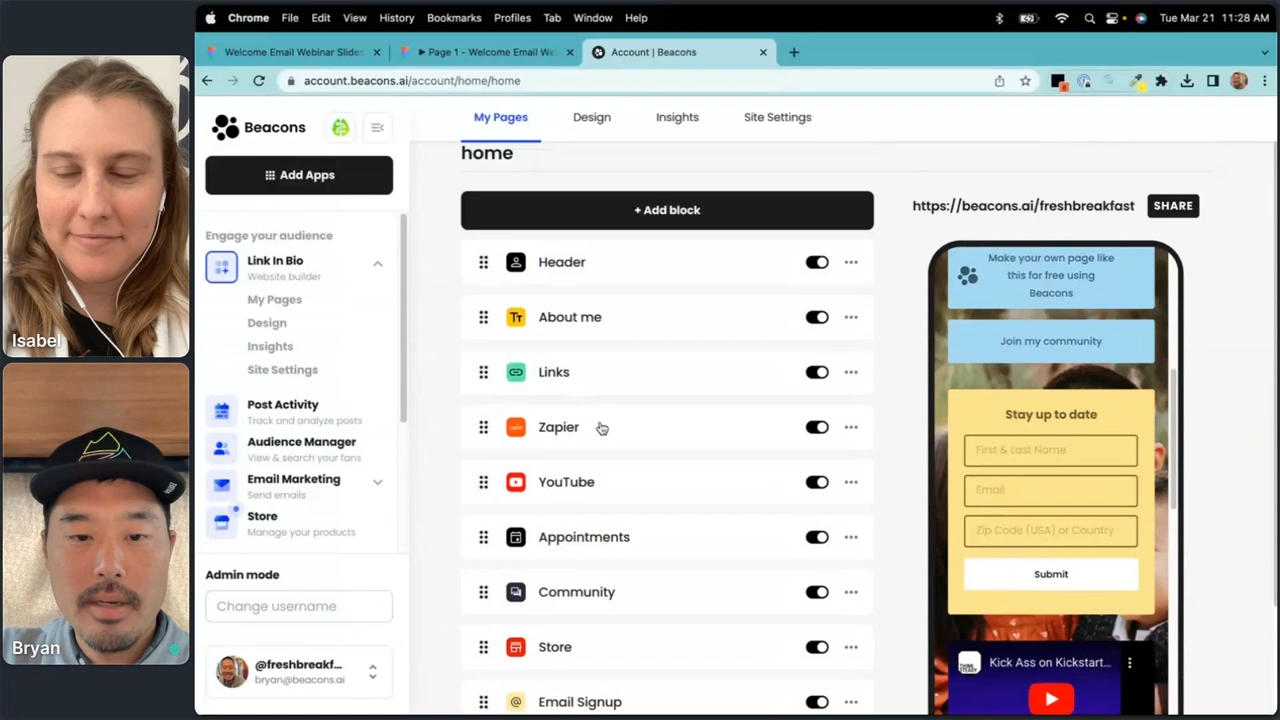 Chrome File Edit View History Bookmarks Profiles Tab Window Help
Tue Mar 21 11:28 AM
Welcome Email Webinar Slides
Page 1 - Welcome Email We
Account | Beacons
account.beacons.ai/account/home/home
Beacons
Add Apps
Engage your audience
Link In Bio
Website builder
My Pages
Design
Insights
Site Settings
Post Activity
Track and analyze posts
Audience Manager
View & search your fans
Email Marketing
Send emails
Store
Manage your products
Admin mode
Change username
@freshbreakf...
bryan@beacons.ai
My Pages Design Insights Site Settings
home
+ Add block
Header
About me
Links
Zapier
YouTube
Appointments
Community
Store
Email Signup
https://beacons.ai/freshbreakfast
SHARE
Make your own page like
this for free using
Beacons
Join my community
Stay up to date
First & Last Name
Email
Zip Code (USA) or Country
Submit
THINK
STEADY
Kick Ass on Kickstart...
Isabel
Bryan